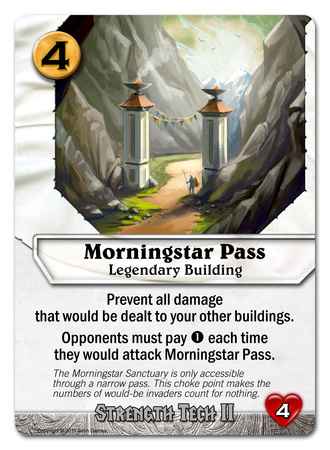 4
Morningstar Pass
Legendary Building
Prevent all damage
that would be dealt to your other buildings.
Opponents must pay ❶ each time
they would attack Morningstar Pass.
The Morningstar Sanctuary is only accessible
through a narrow pass. This choke point makes the
numbers of would-be invaders count for nothing.
Strength Tech II
4